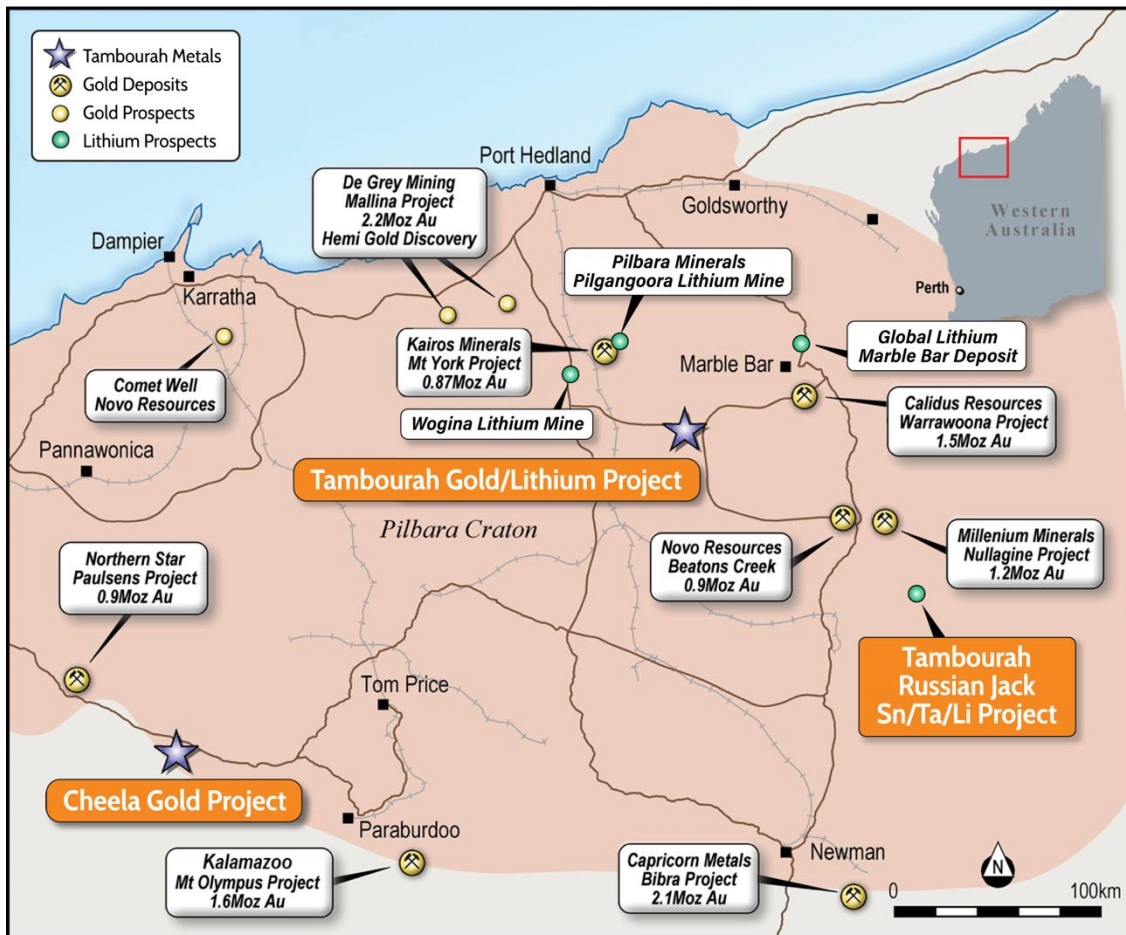 Tambourah Metals
Gold Deposits
Gold Prospects
Lithium Prospects
Port Hedland
De Grey Mining
Mallina Project
2.2Moz Au
Hemi Gold Discovery
Goldsworthy
Western
Australia
Perth
Dampier
Karratha
Pilbara Minerals
Pilgangoora Lithium Mine
Kairos Minerals
Mt York Project
0.87Moz Au
Marble Bar
Global Lithium
Marble Bar Deposit
Comet Well
Novo Resources
Wogina Lithium Mine
Calidus Resources
Warrawoona Project
1.5Moz Au
Pannawonica
Tambourah Gold/Lithium Project
Pilbara Craton
Northern Star
Paulsens Project
0.9Moz Au
Novo Resources
Beatons Creek
0.9Moz Au
Millenium Minerals
Nullagine Project
1.2Moz Au
Tambourah
Russian Jack
Sn/Ta/Li Project
Tom Price
Cheela Gold Project
Paraburdoo
Kalamazoo
Mt Olympus Project
1.6Moz Au
Capricorn Metals
Bibra Project
2.1Moz Au
Newman
N
0
100km